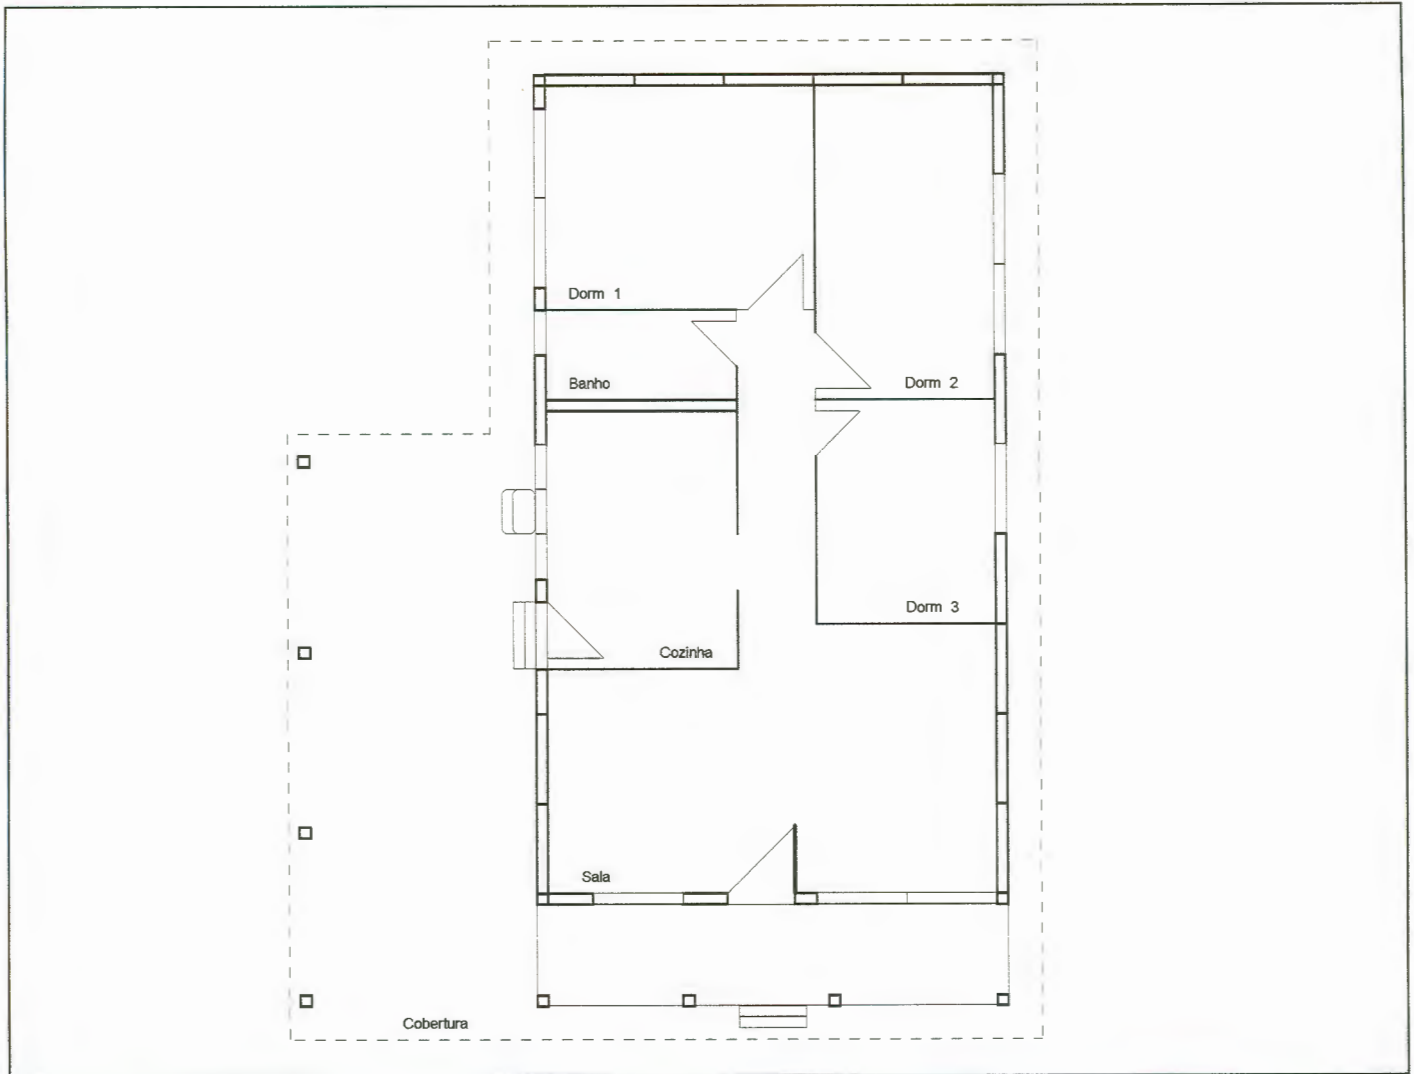 Dorm 1
Banho
Dorm 2
Dorm 3
Cozinha
Sala
Cobertura